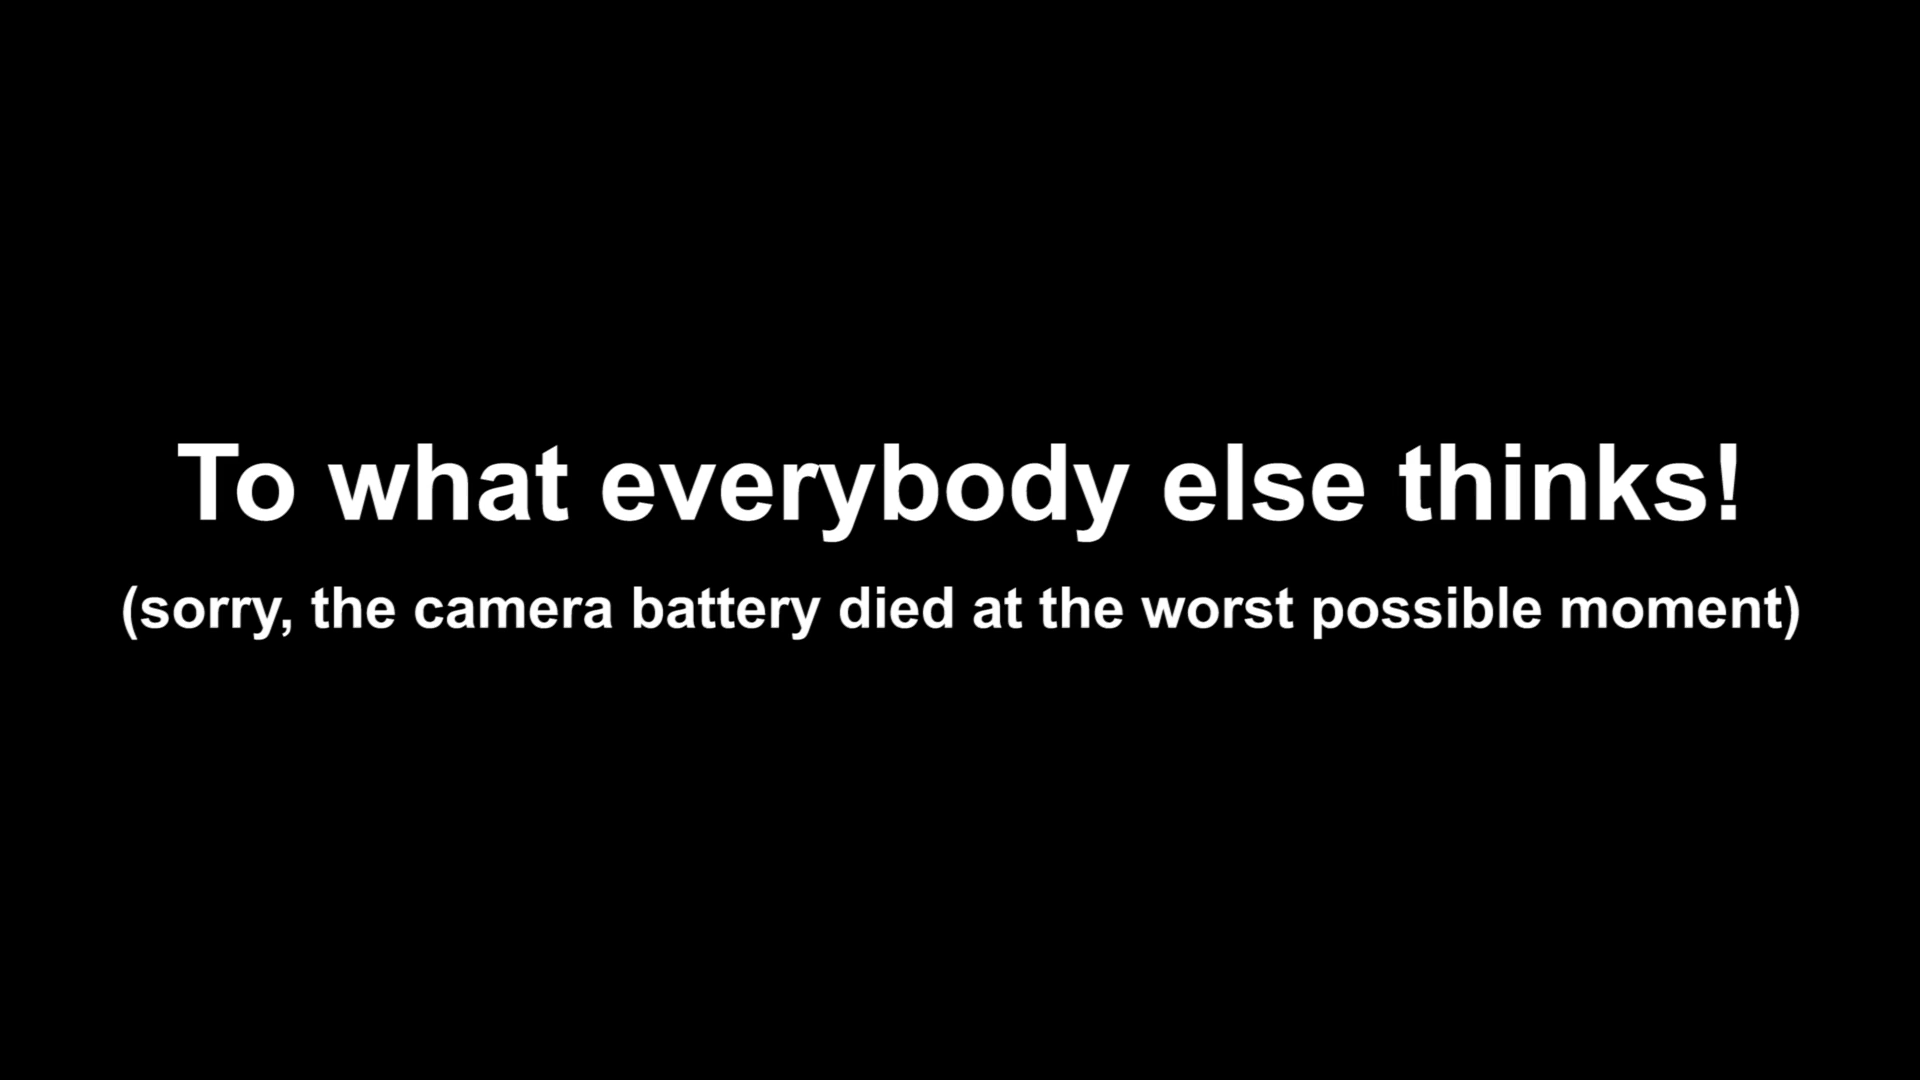 To what everybody else thinks!
(sorry, the camera battery died at the worst possible moment)